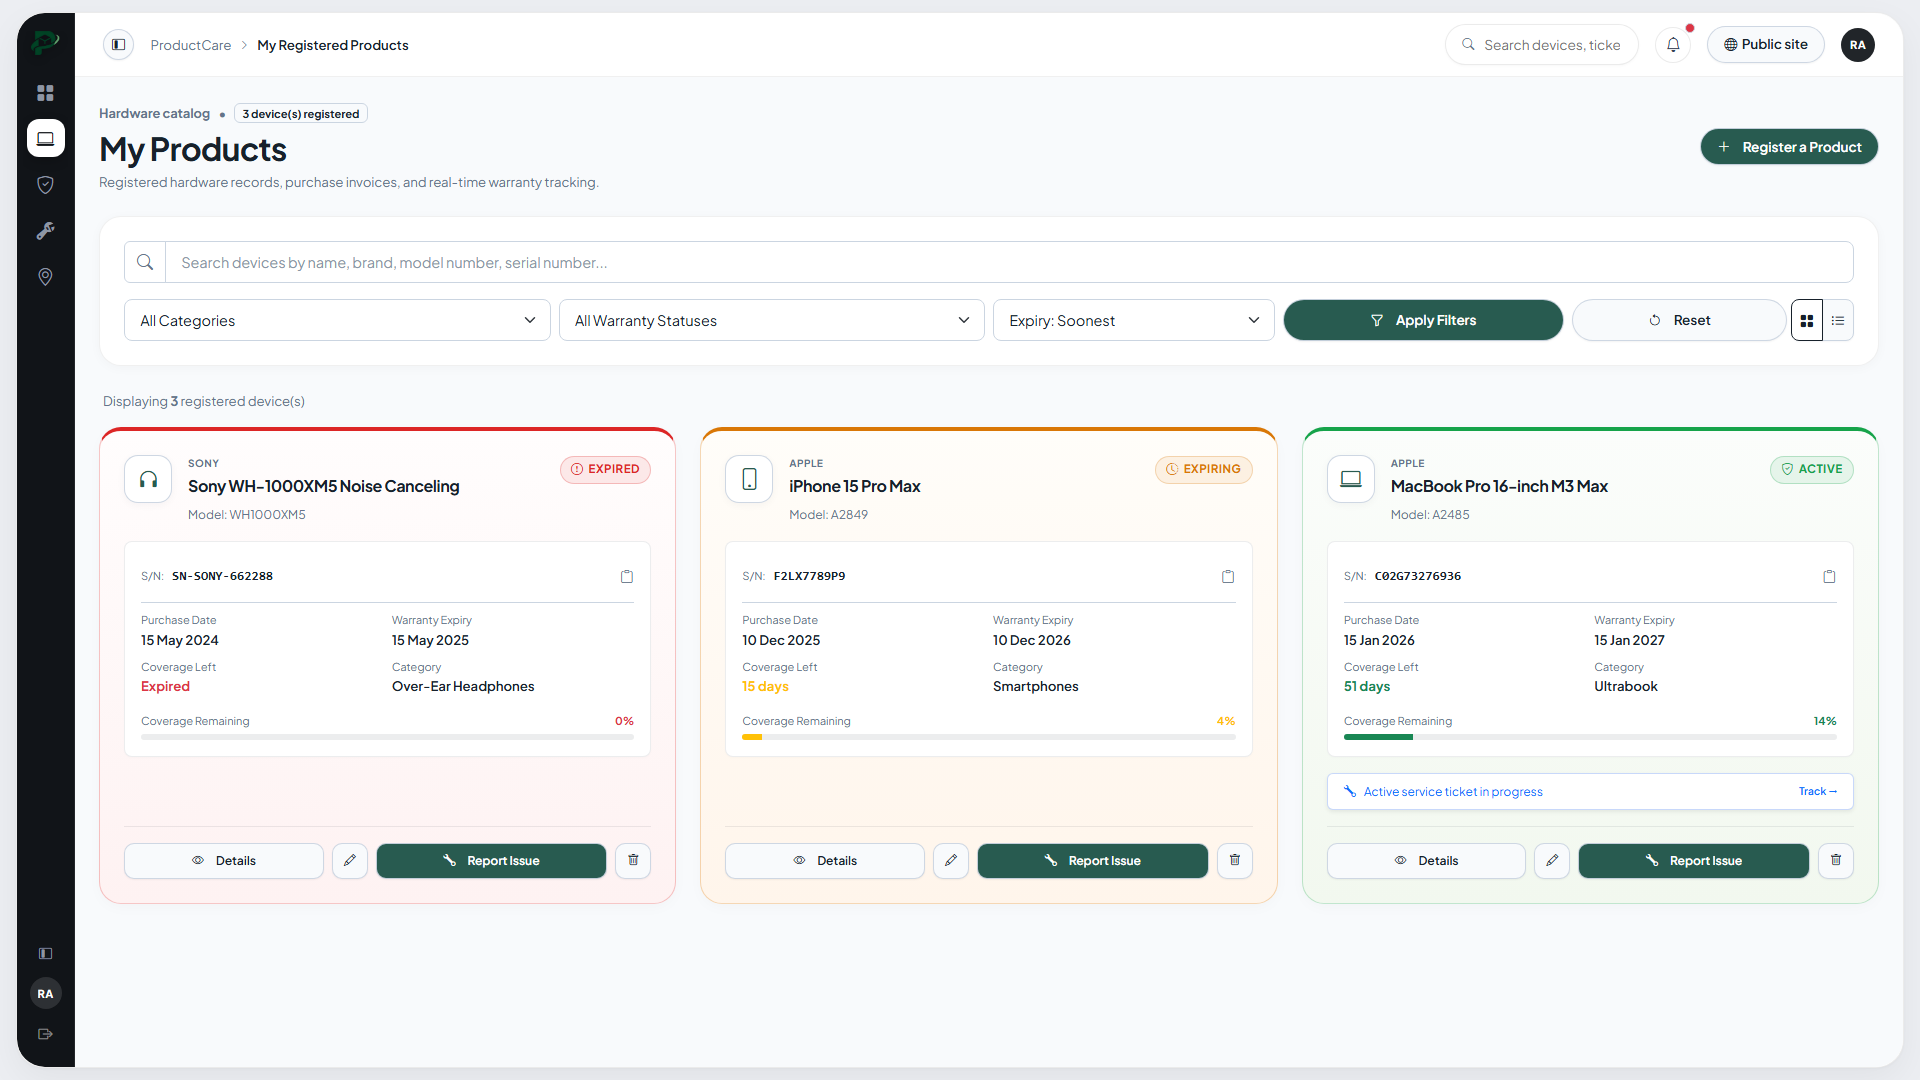 ProductCare > My Registered Products
Search devices, ticke
Public site
RA
Hardware catalog • 3 device(s) registered
My Products
Registered hardware records, purchase invoices, and real-time warranty tracking.
+ Register a Product
Search devices by name, brand, model number, serial number...
All Categories
All Warranty Statuses
Expiry: Soonest
Apply Filters
Reset
Displaying 3 registered device(s)
SONY
Sony WH-1000XM5 Noise Canceling
Model: WH1000XM5
EXPIRED
S/N: SN-SONY-662288
Purchase Date
15 May 2024
Warranty Expiry
15 May 2025
Coverage Left
Expired
Category
Over-Ear Headphones
Coverage Remaining 0%
Details
Report Issue
APPLE
iPhone 15 Pro Max
Model: A2849
EXPIRING
S/N: F2LX7789P9
Purchase Date
10 Dec 2025
Warranty Expiry
10 Dec 2026
Coverage Left
15 days
Category
Smartphones
Coverage Remaining 4%
Details
Report Issue
APPLE
MacBook Pro 16-inch M3 Max
Model: A2485
ACTIVE
S/N: C02G73276936
Purchase Date
15 Jan 2026
Warranty Expiry
15 Jan 2027
Coverage Left
51 days
Category
Ultrabook
Coverage Remaining 14%
Active service ticket in progress
Track →
Details
Report Issue
RA